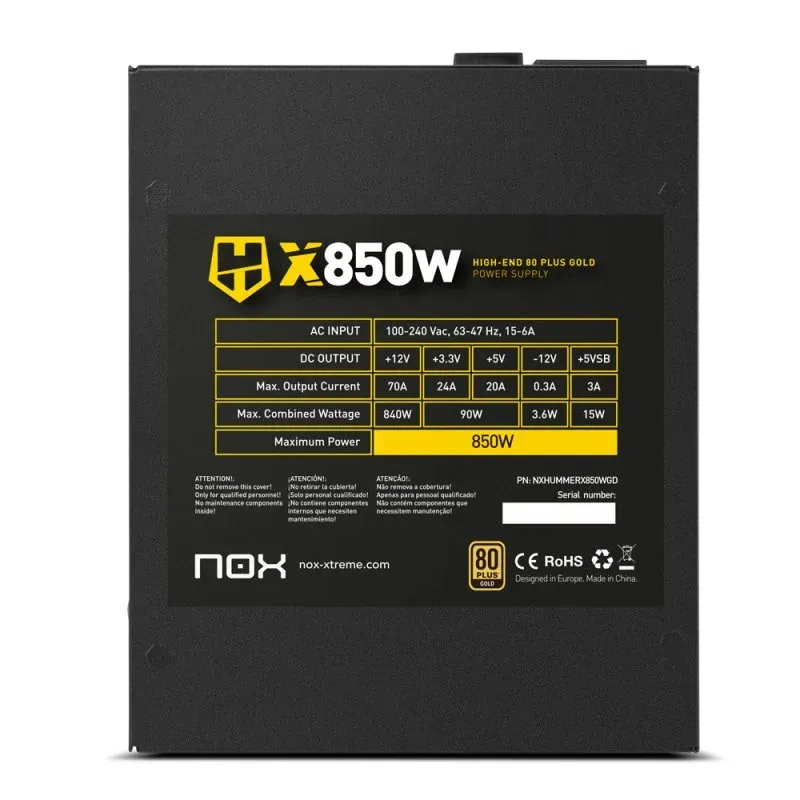 X850W
HIGH-END 80 PLUS GOLD
POWER SUPPLY
AC INPUT 100-240 Vac, 63-47 Hz, 15-6A
DC OUTPUT +12V +3.3V +5V -12V +5VSB
Max. Output Current 70A 24A 20A 0.3A 3A
Max. Combined Wattage 840W 90W 3.6W 15W
Maximum Power 850W
ATTENTION!:
Do not remove this cover!
Only for qualified personnel!
No maintenance components
Inside!
¡ATENCIÓN!:
¡No retirar la cubierta!
¡Solo personal cualificado!
¡No contiene componentes
internos que necesiten
mantenimiento!
ATENÇÃO!:
Não remova a cobertura!
Apenas para pessoal qualificado!
Não contém componentes que
necessitem manutenção!
PN: NXHUMMERX850WGD
Serial number:
nox nox-xtreme.com
80
PLUS
GOLD
CE RoHS
Designed in Europe. Made in China.